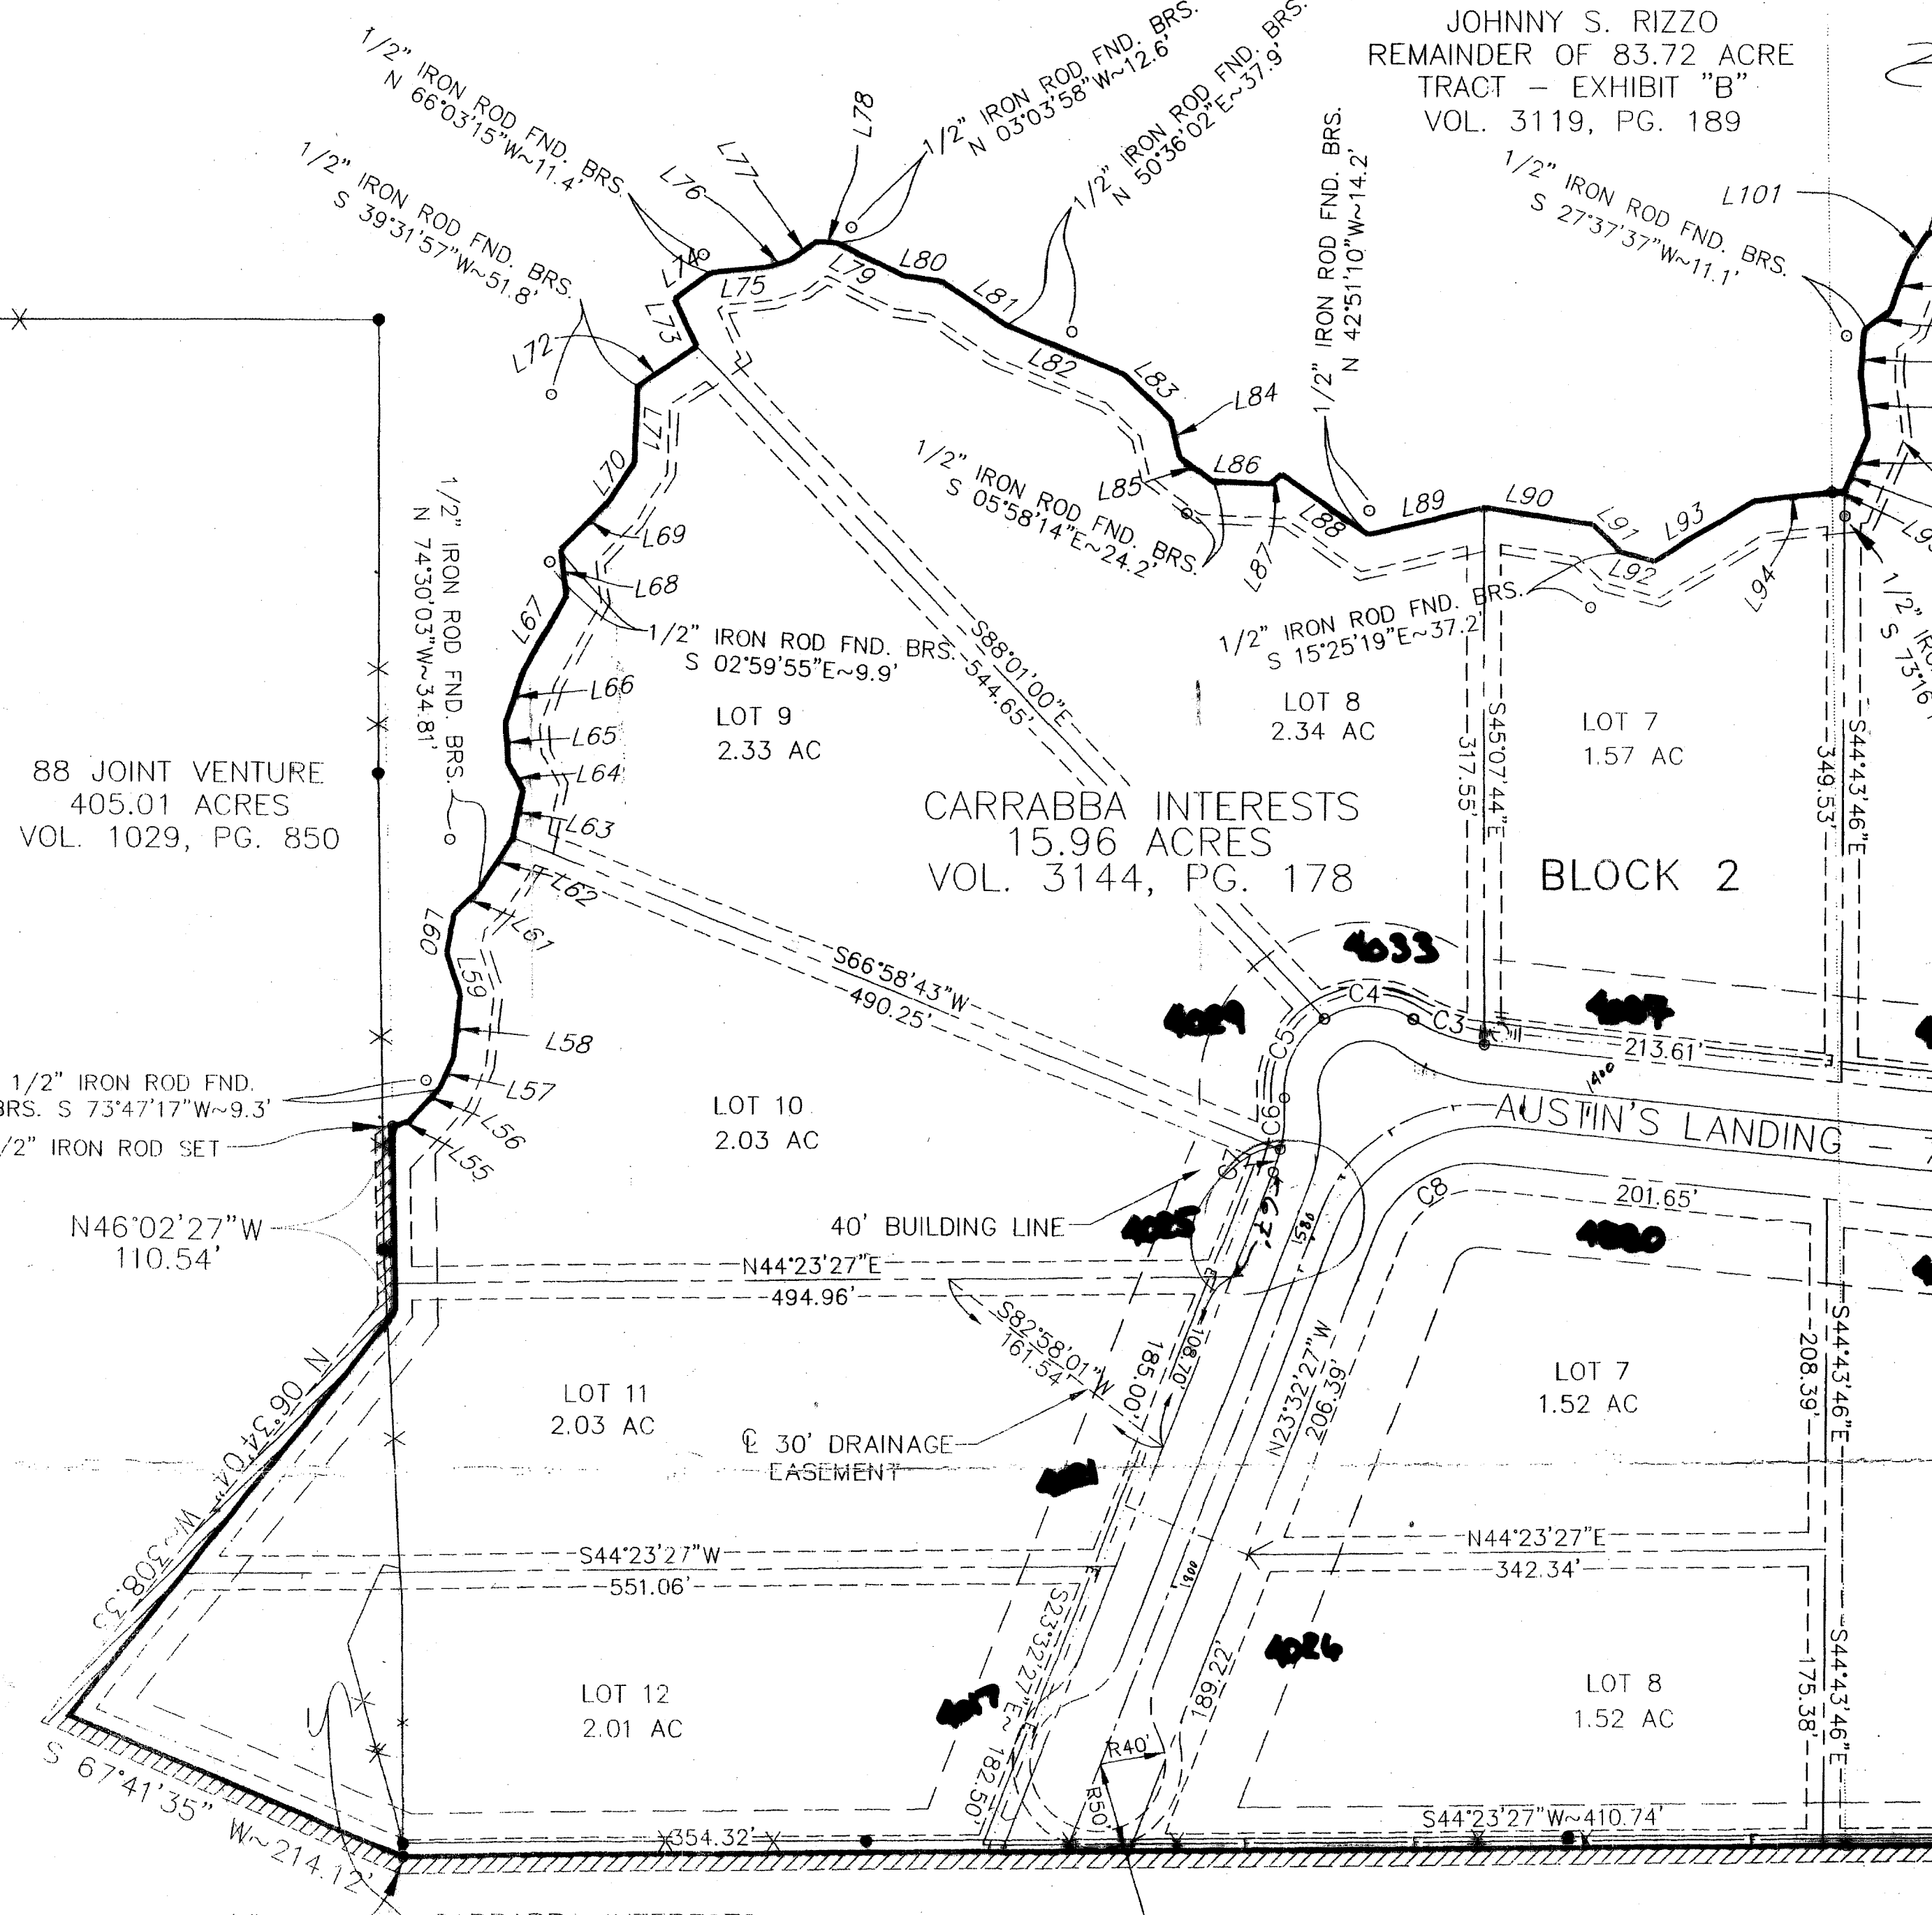 JOHNNY S. RIZZO
REMAINDER OF 83.72 ACRE
TRACT – EXHIBIT "B"
VOL. 3119, PG. 189
1/2" IRON ROD FND. BRS.
N 66°03'15"W~11.4'
1/2" IRON ROD FND. BRS.
S 39°31'57"W~51.8'
1/2" IRON ROD FND. BRS.
N 03°03'58"W~12.6'
1/2" IRON ROD FND. BRS.
N 50°36'02"E~37.9'
1/2" IRON ROD FND. BRS.
N 42°51'10"W~14.2'
1/2" IRON ROD FND. BRS.
S 27°37'37"W~11.1'
L101
L72
L73
L74
L75
L76
L77
L78
L79
L80
L81
L82
L83
L84
L85
L86
L87
L88
L89
L90
L91
L92
L93
L94
1/2" IRON ROD FND. BRS.
S 05°58'14"E~24.2'
1/2" IRON ROD FND. BRS.
S 15°25'19"E~37.2'
L71
L70
L69
L68
L67
L66
L65
L64
L63
L62
L61
L60
L59
L58
L57
L56
L55
1/2" IRON ROD FND. BRS.
N 74°30'03"W~34.81'
1/2" IRON ROD FND. BRS.
S 02°59'55"E~9.9'
88 JOINT VENTURE
405.01 ACRES
VOL. 1029, PG. 850
LOT 9
2.33 AC
S88°01'00"E
544.65'
LOT 8
2.34 AC
S45°07'44"E
317.55'
LOT 7
1.57 AC
349.53'
S44°43'46"E
CARRABBA INTERESTS
15.96 ACRES
VOL. 3144, PG. 178
BLOCK 2
S66°58'43"W
490.25'
4033
4029
4037
C4
C3
C5
C6
213.61'
1400
AUSTIN'S LANDING
1/2" IRON ROD FND.
BRS. S 73°47'17"W~9.3'
1/2" IRON ROD SET
N46°02'27"W
110.54'
LOT 10
2.03 AC
40' BUILDING LINE
4025
C8
201.65'
N44°23'27"E
494.96'
S82°58'01"W
161.54'
185.00'
108.70'
N23°32'27"W
206.39'
LOT 7
1.52 AC
208.39'
S44°43'46"E
LOT 11
2.03 AC
℄ 30' DRAINAGE
EASEMENT
N 06°34'04" W~308.33
S44°23'27"W
551.06'
N44°23'27"E
342.34'
LOT 12
2.01 AC
S23°32'27"E~182.50'
189.22'
4026
LOT 8
1.52 AC
175.38'
S44°43'46"E
R40'
R50'
S 67°41'35" W~214.12'
354.32'
S44°23'27"W~410.74'